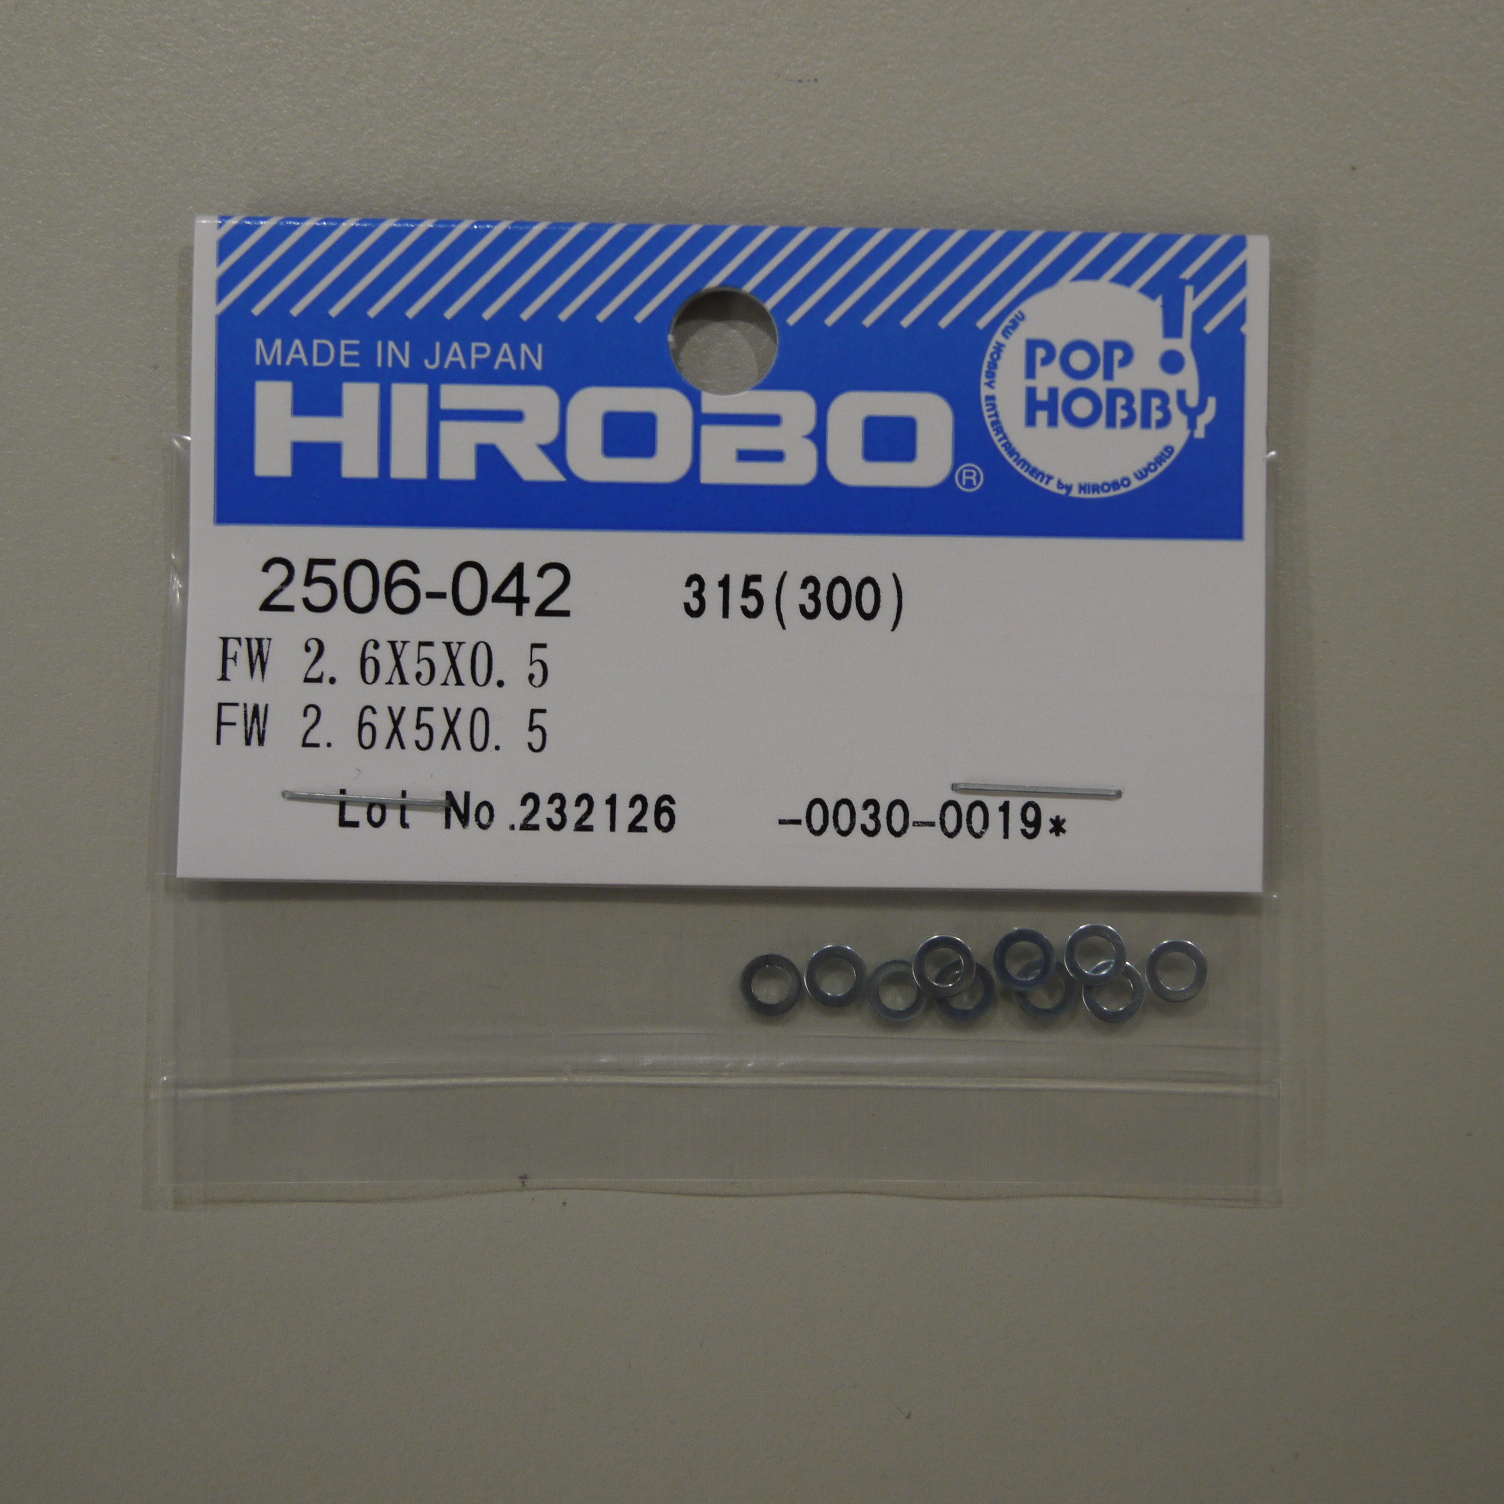 MADE IN JAPAN
HIROBO®
POP!
HOBBY
NEW HOBBY ENTERTAINMENT by HIROBO WORLD
2506-042 315(300)
FW 2.6X5X0.5
FW 2.6X5X0.5
Lot No.232126 -0030-0019*